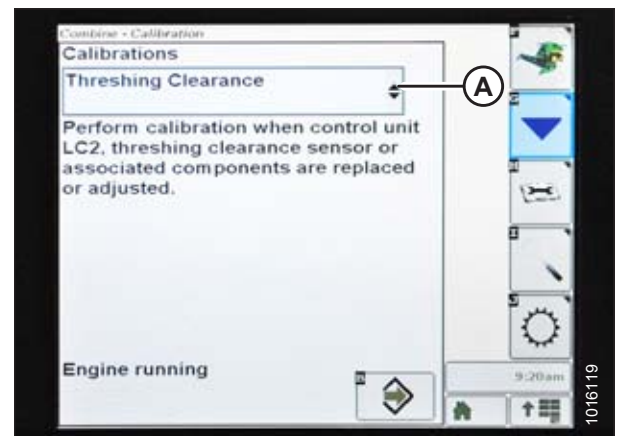 Combine - Calibration
Calibrations
Threshing Clearance
A
Perform calibration when control unit
LC2, threshing clearance sensor or
associated components are replaced
or adjusted.
Engine running
9:20am
1016119